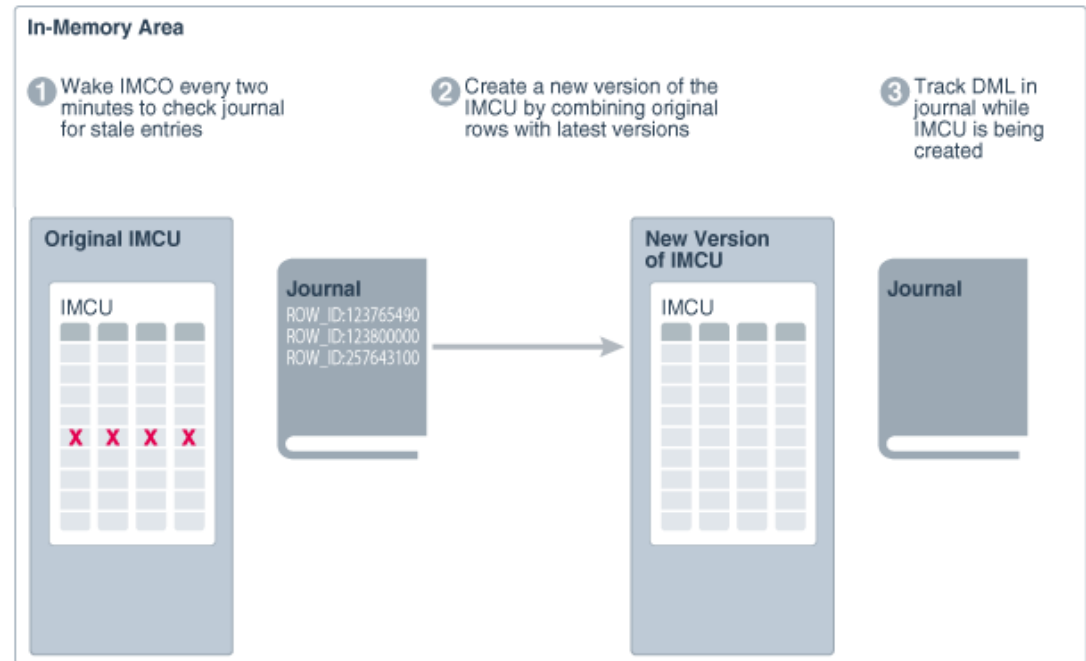 In-Memory Area
1 Wake IMCO every two
minutes to check journal
for stale entries
2 Create a new version of the
IMCU by combining original
rows with latest versions
3 Track DML in
journal while
IMCU is being
created
Original IMCU
IMCU
X X X X
Journal
ROW_ID:123765490
ROW_ID:123800000
ROW_ID:257643100
New Version
of IMCU
IMCU
Journal